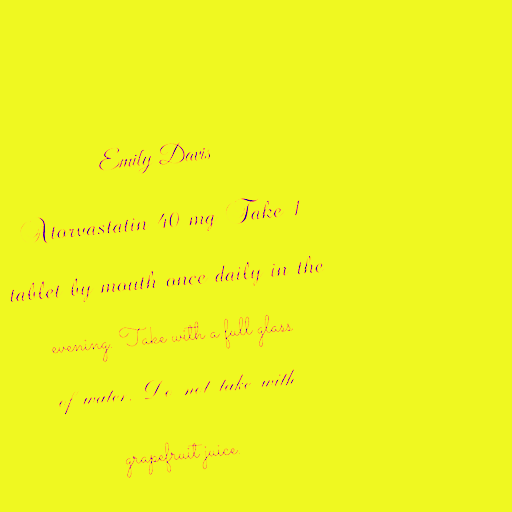 Emily Davis
Atorvastatin 40 mg Take 1
tablet by mouth once daily in the
evening. Take with a full glass
of water. Do not take with
grapefruit juice